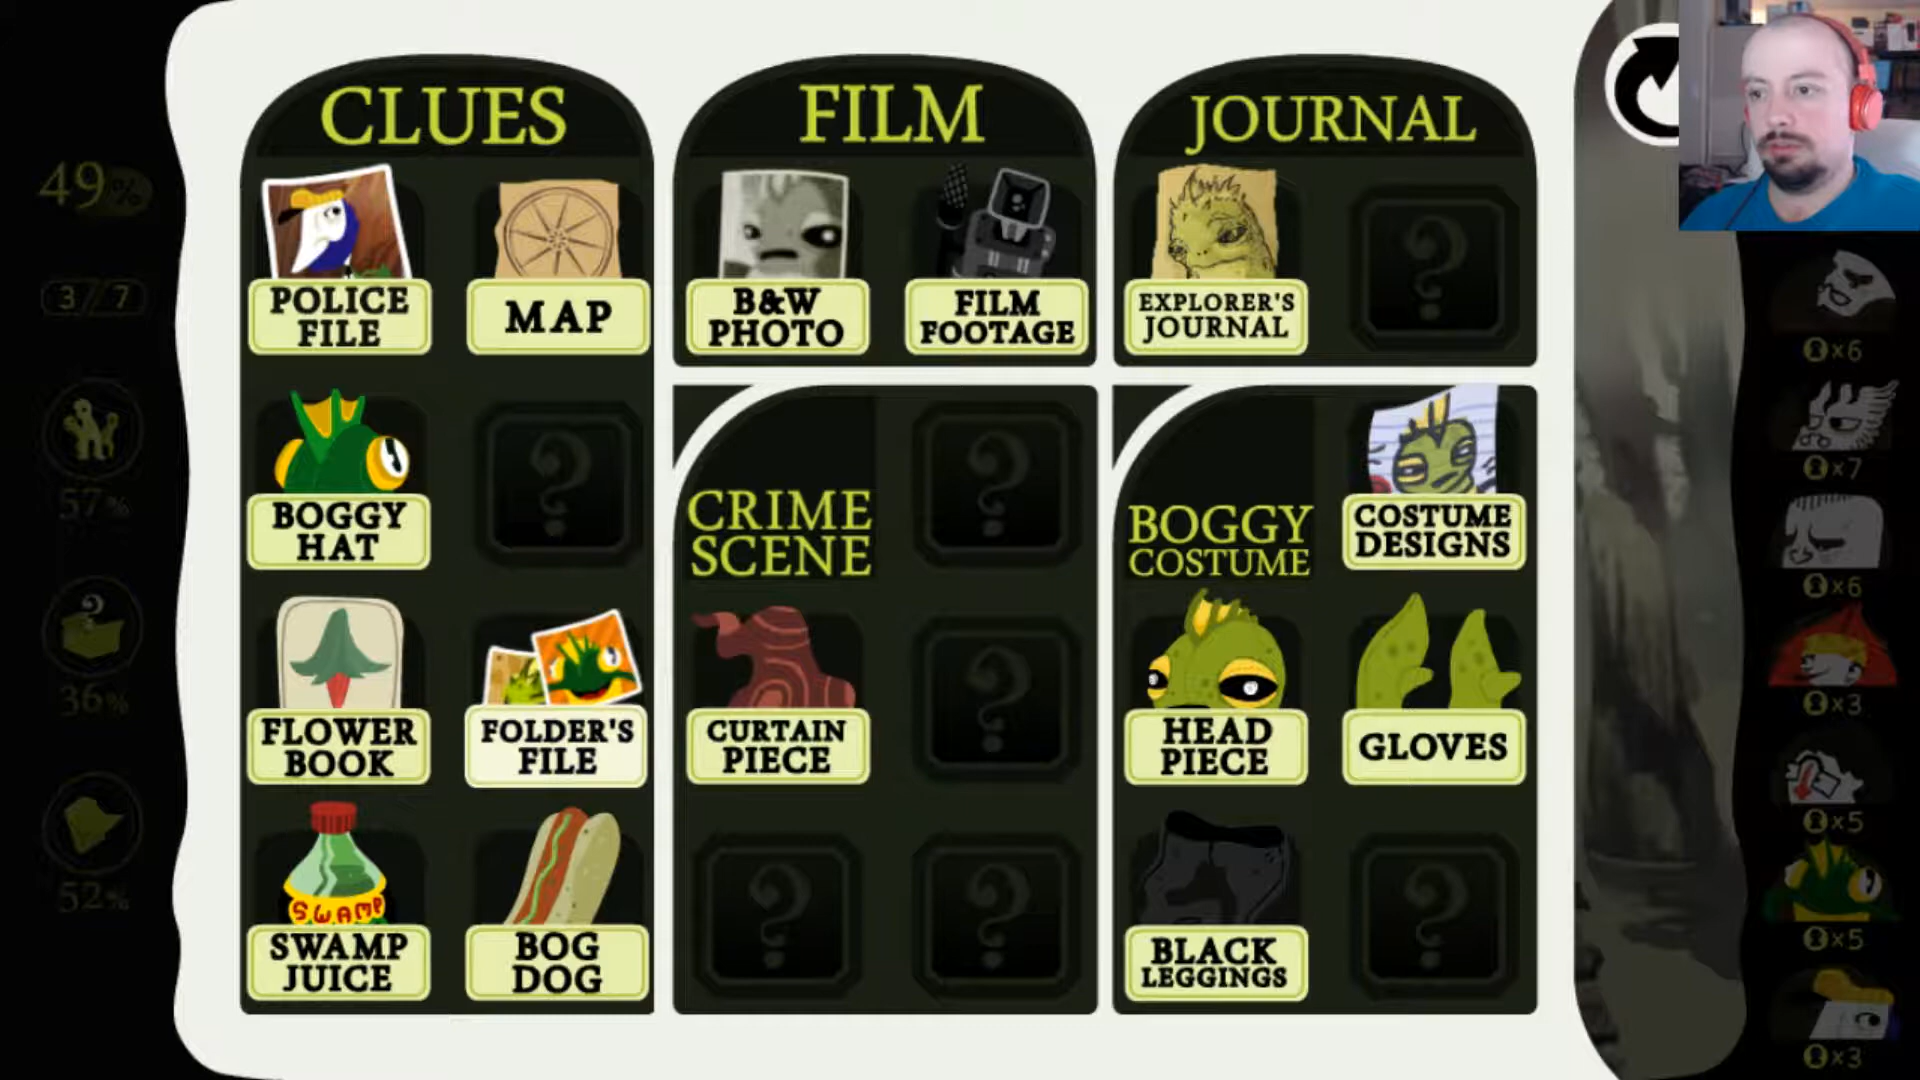 CLUES
POLICE
FILE
MAP
BOGGY
HAT
?
FLOWER
BOOK
FOLDER'S
FILE
SWAMP
SWAMP
JUICE
BOG
DOG
FILM
B&W
PHOTO
FILM
FOOTAGE
JOURNAL
EXPLORER'S
JOURNAL
?
CRIME
SCENE
?
CURTAIN
PIECE
?
?
?
BOGGY
COSTUME
COSTUME
DESIGNS
HEAD
PIECE
GLOVES
BLACK
LEGGINGS
?
49%
3/7
57%
36%
52%
x6
x7
x6
x3
x5
x5
x3